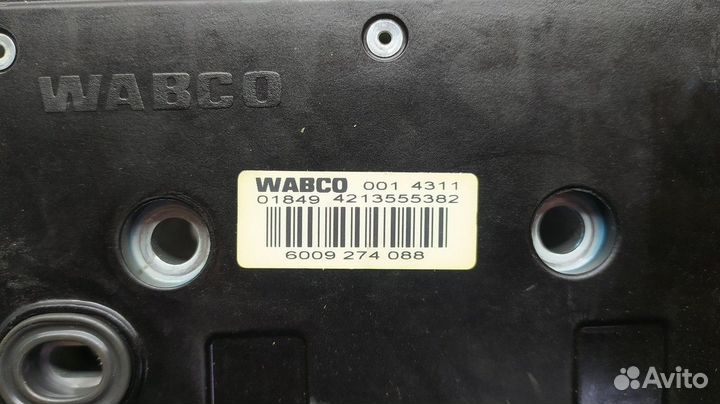 WABCO
WABCO 001 4311
01849 4213555382
6009 274 088
Avito